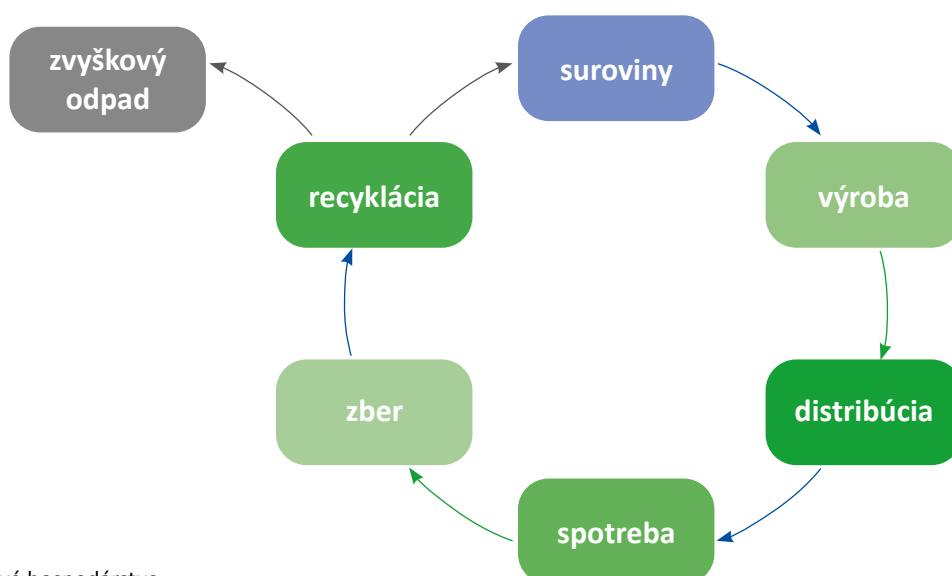 zvyškový
odpad
suroviny
recyklácia
výroba
zber
distribúcia
spotreba